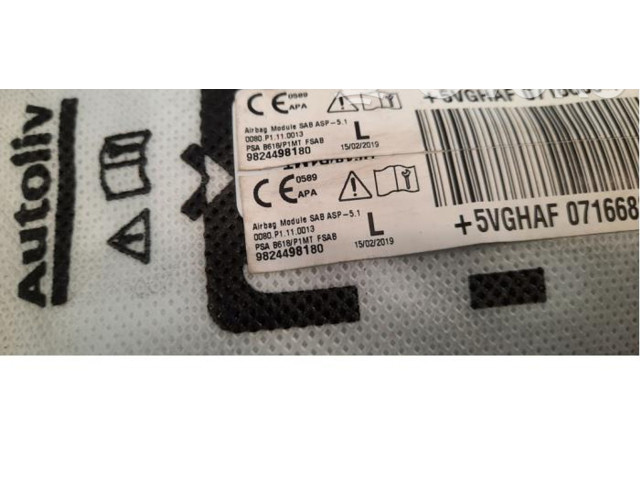 Autoliv
CE 0589
APA
Airbag Module SAB ASP-5.1
0080.P1.11.0013
PSA B618/P1MT FSAB
9824498180
L
15/02/2019
CE 0589
APA
Airbag Module SAB ASP-5.1
0080.P1.11.0013
PSA B618/P1MT FSAB
9824498180
L
15/02/2019
+5VGHAF 071668